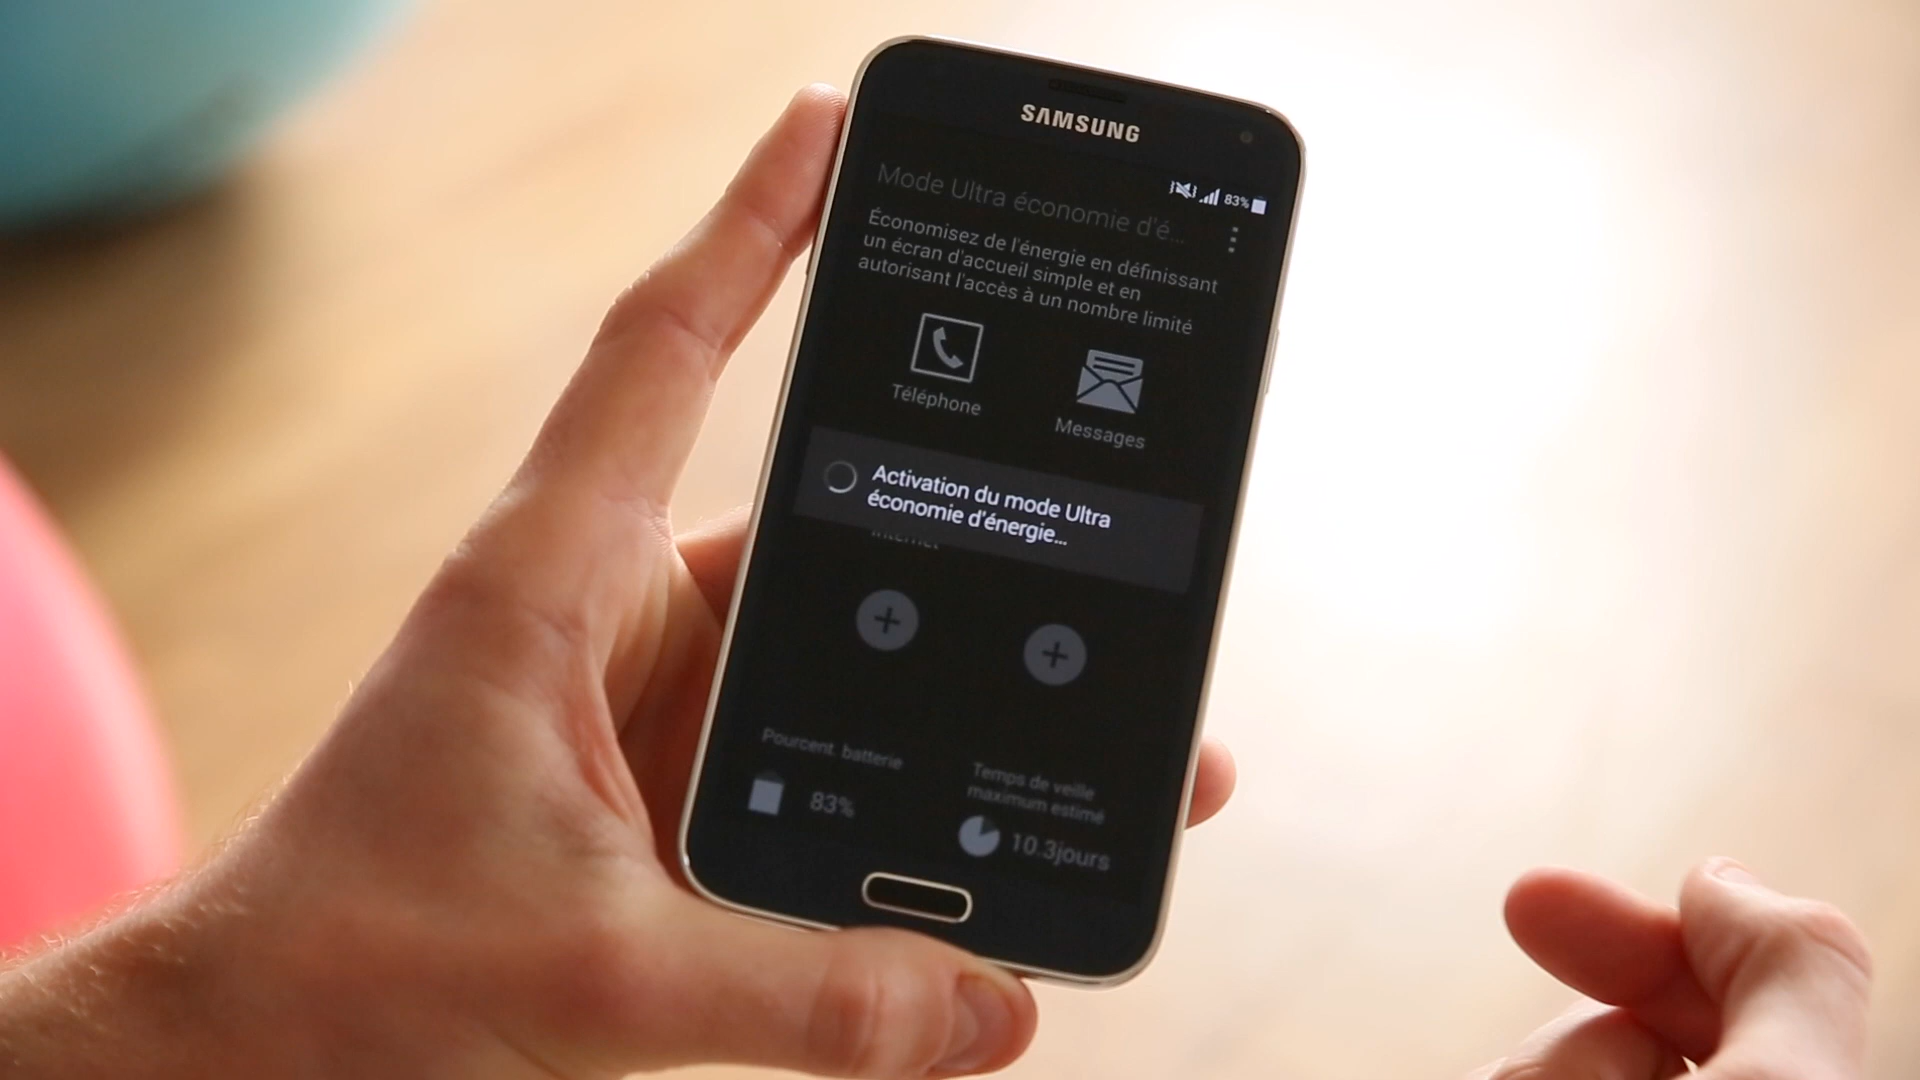 SAMSUNG
83%
Mode Ultra économie d'é...
Économisez de l'énergie en définissant
un écran d'accueil simple et en
autorisant l'accès à un nombre limité
Téléphone
Messages
Activation du mode Ultra
économie d'énergie...
Internet
Pourcent. batterie
83%
Temps de veille
maximum estimé
10.3jours